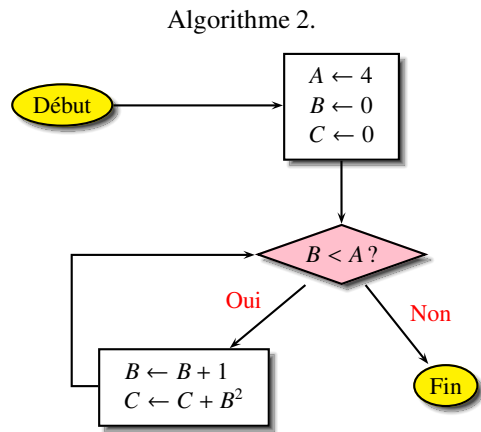 Algorithme 2.
Début
A ← 4
B ← 0
C ← 0
B < A ?
Oui
Non
B ← B + 1
C ← C + B²
Fin